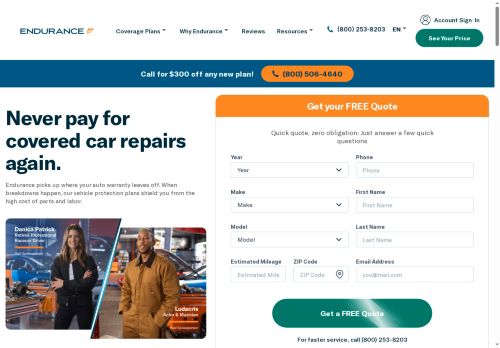 ENDURANCE
Coverage Plans
Why Endurance
Reviews
Resources
(800) 253-8203
EN
Account Sign-In
See Your Price
Call for $300 off any new plan!
(800) 506-4640
Never pay for
covered car repairs
again.
Endurance picks up where your auto warranty leaves off. When
breakdowns happen, our vehicle protection plans shield you from the
high cost of parts and labor.
Danica Patrick
Retired Professional
Racecar Driver
Paid Spokesperson
Ludacris
Actor & Musician
Paid Spokesperson
Get your FREE Quote
Quick quote, zero obligation: Just answer a few quick
questions
Year
Phone
Year
Phone
Make
First Name
Make
First Name
Model
Last Name
Model
Last Name
Estimated Mileage
ZIP Code
Email Address
Estimated Mile
ZIP Code
you@mail.com
Get a FREE Quote
For faster service, call (800) 253-8203